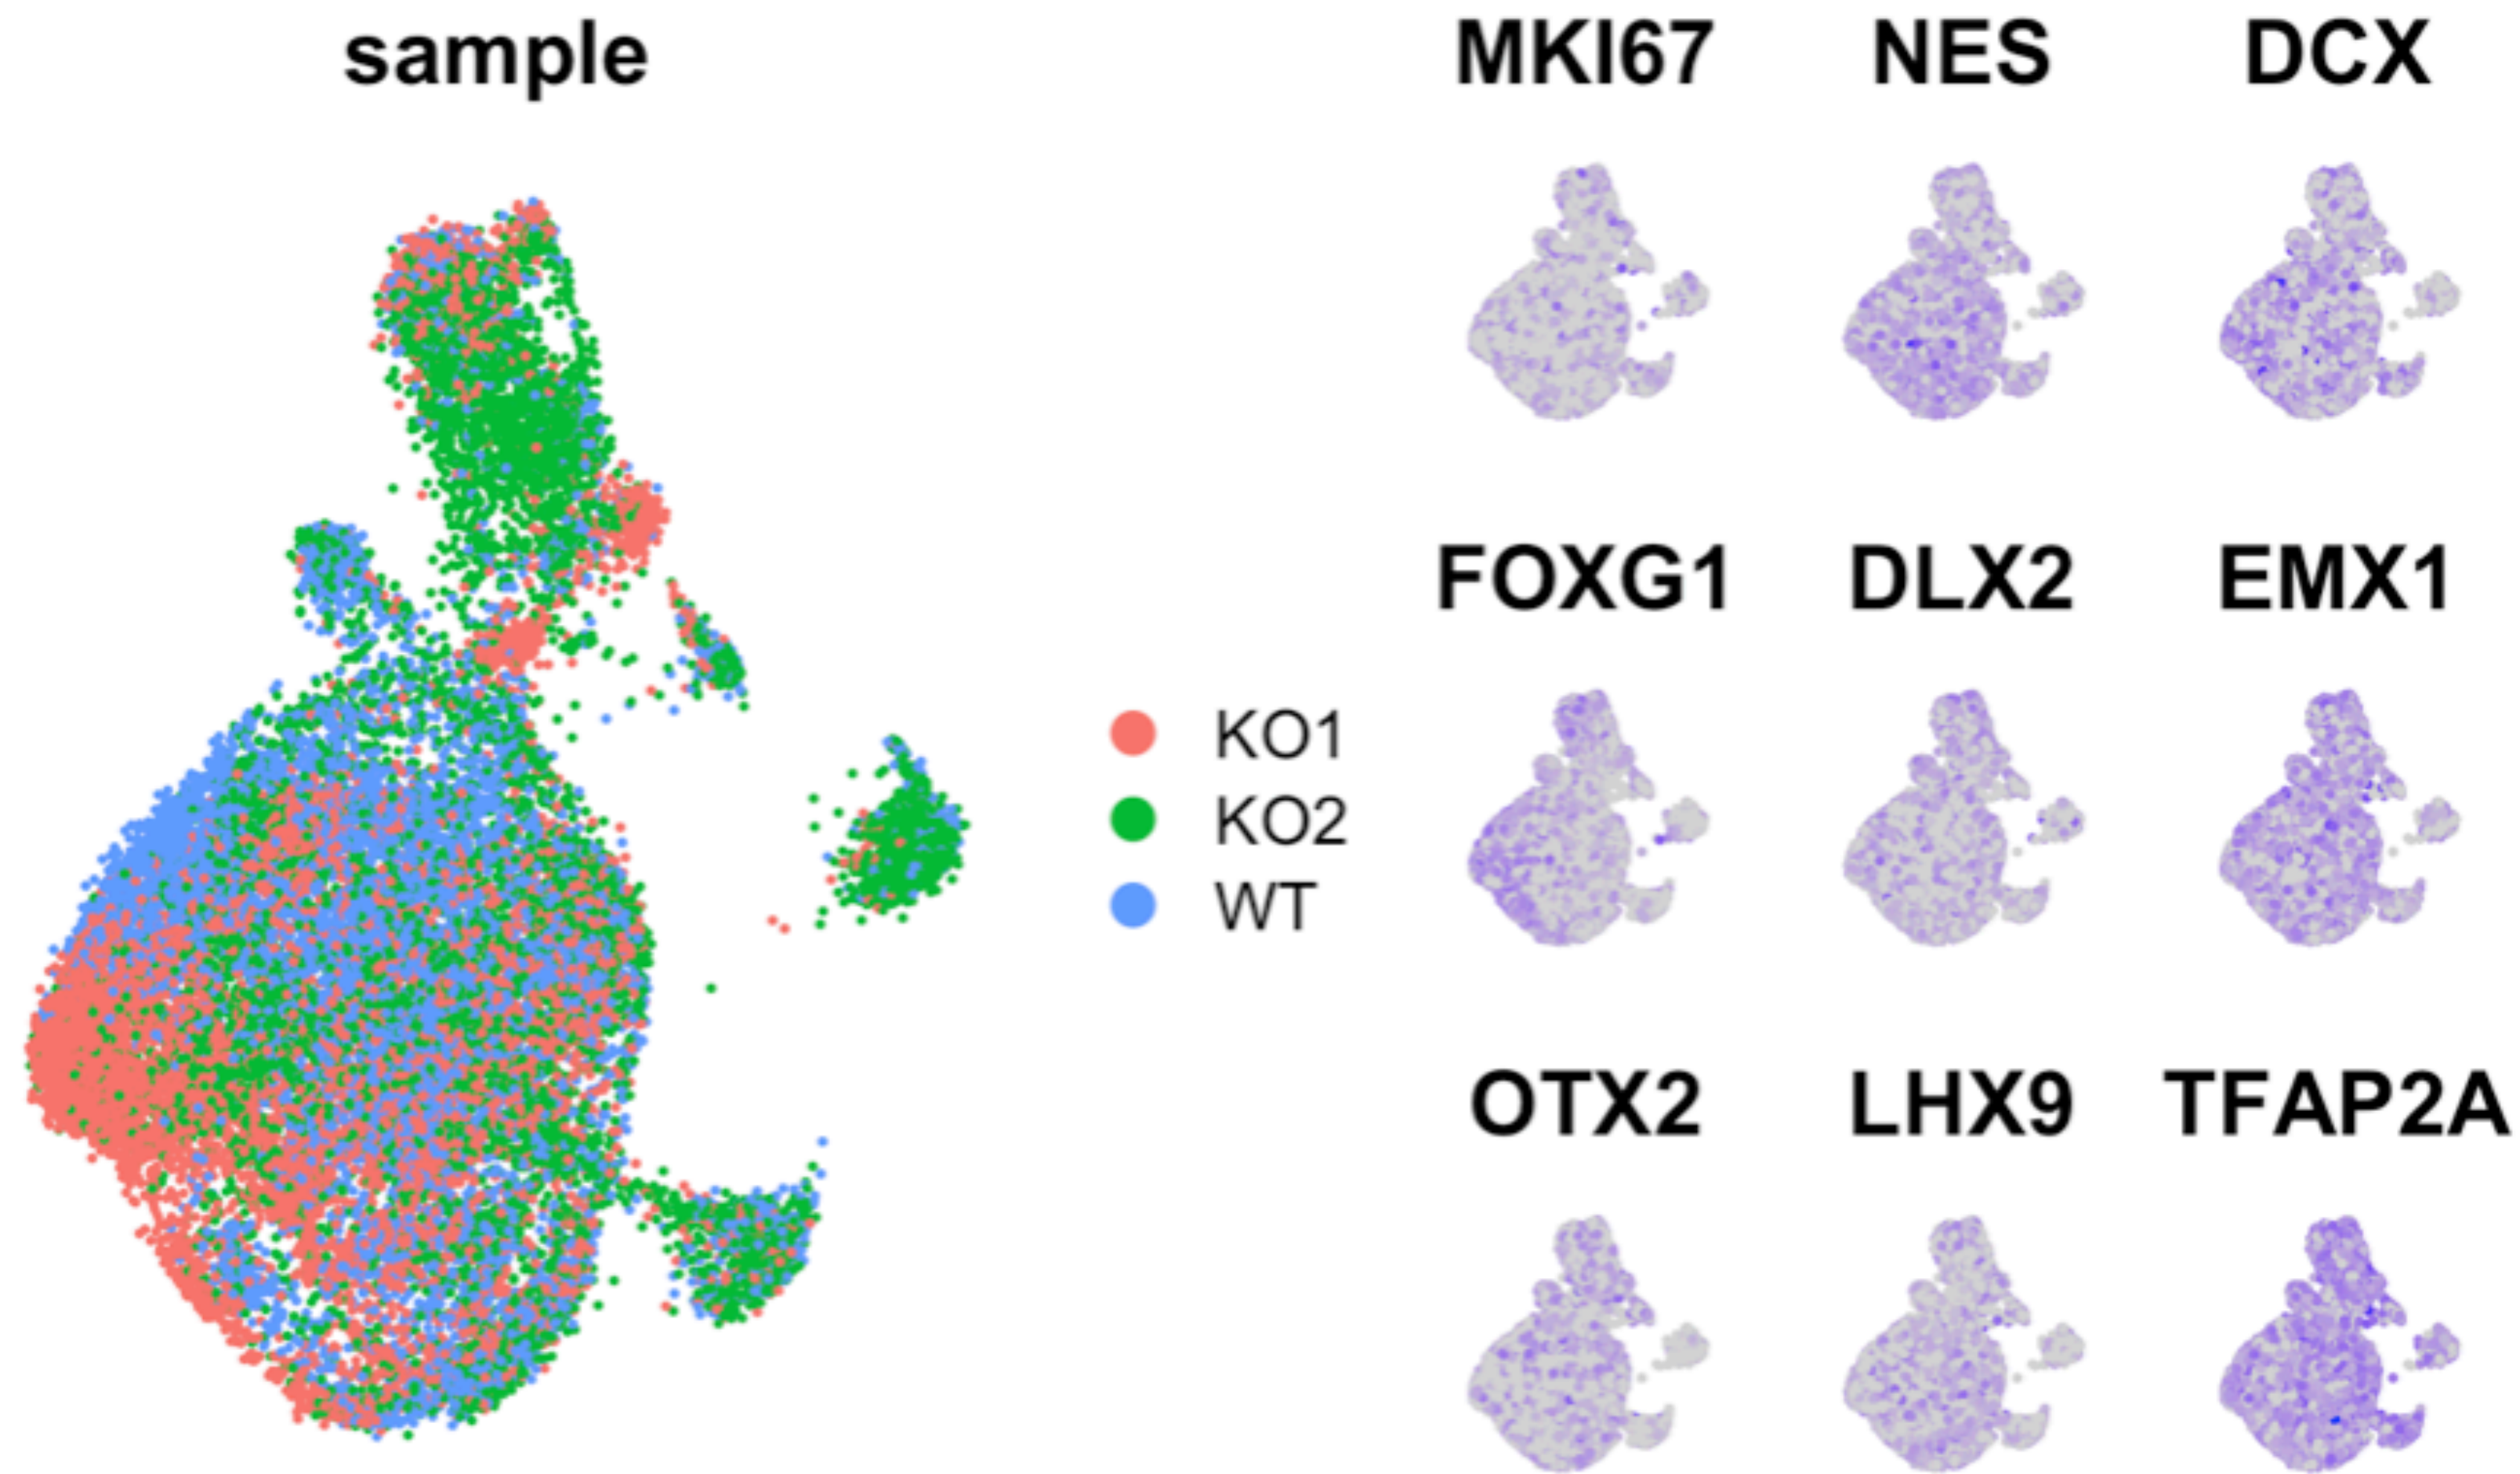 sample
KO1
KO2
WT
MKI67 NES DCX
FOXG1 DLX2 EMX1
OTX2 LHX9 TFAP2A